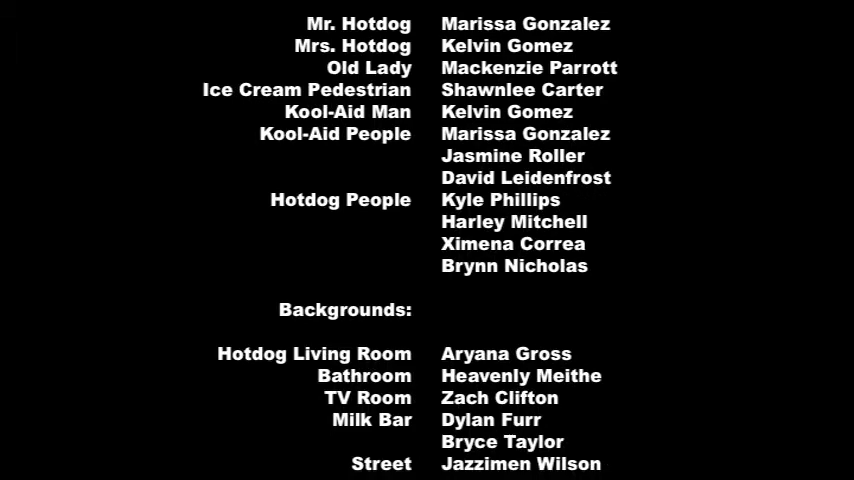 Mr. Hotdog Marissa Gonzalez
Mrs. Hotdog Kelvin Gomez
Old Lady Mackenzie Parrott
Ice Cream Pedestrian Shawnlee Carter
Kool-Aid Man Kelvin Gomez
Kool-Aid People Marissa Gonzalez
Jasmine Roller
David Leidenfrost
Hotdog People Kyle Phillips
Harley Mitchell
Ximena Correa
Brynn Nicholas
Backgrounds:
Hotdog Living Room Aryana Gross
Bathroom Heavenly Meithe
TV Room Zach Clifton
Milk Bar Dylan Furr
Bryce Taylor
Street Jazzimen Wilson